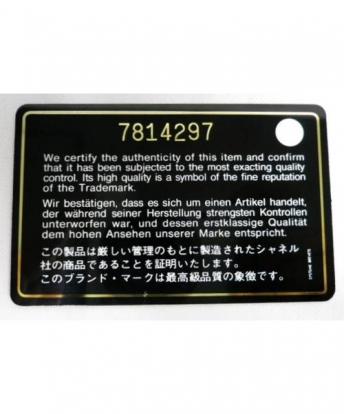 7814297
We certify the authenticity of this item and confirm
that it has been subjected to the most exacting quality
control. Its high quality is a symbol of the fine reputation
of the Trademark.
Wir bestätigen, dass es sich um einen Artikel handelt,
der während seiner Herstellung strengsten Kontrollen
unterworfen war, und dessen erstklassige Qualität
dem hohen Ansehen unserer Marke entspricht.
この製品は厳しい管理のもとに製造されたシャネル
社の商品であることを証明いたします。
このブランド・マークは最高級品質の象徴です。